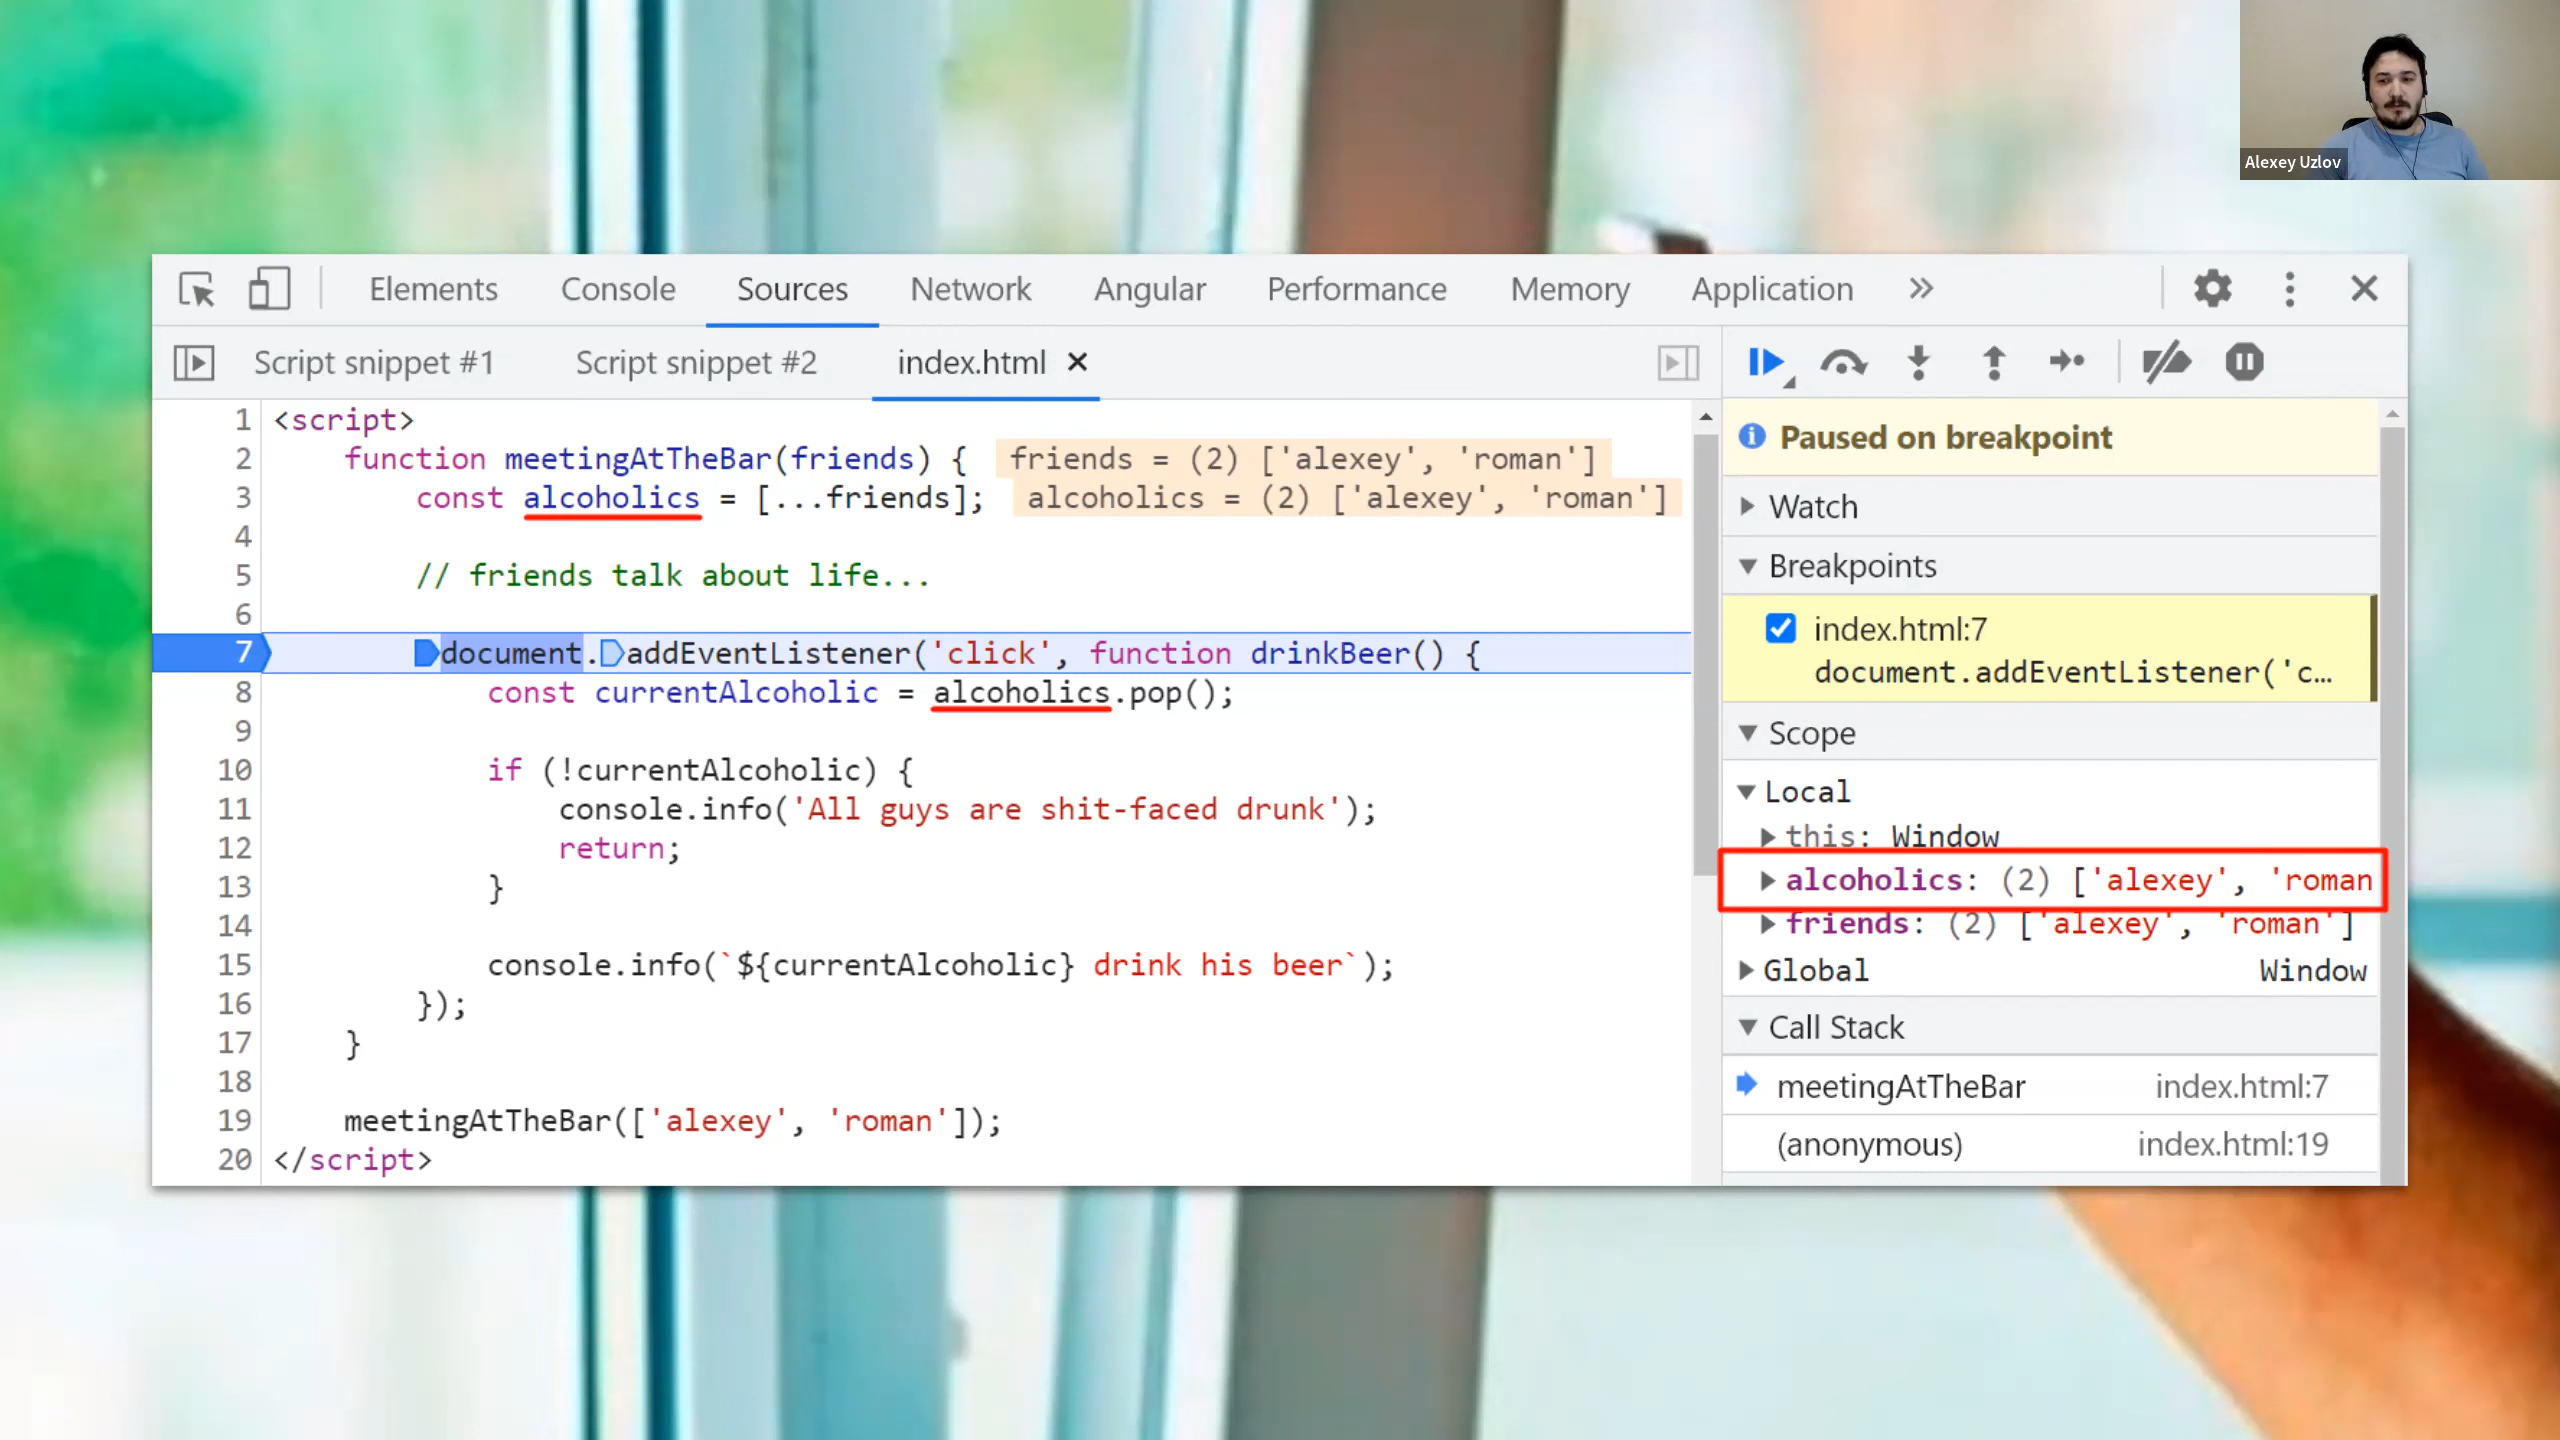 Alexey Uzlov
Elements Console Sources Network Angular Performance Memory Application »
Script snippet #1 Script snippet #2 index.html ×
1 <script>
2 function meetingAtTheBar(friends) { friends = (2) ['alexey', 'roman']
3 const alcoholics = [...friends]; alcoholics = (2) ['alexey', 'roman']
4
5 // friends talk about life...
6
7 document.addEventListener('click', function drinkBeer() {
8 const currentAlcoholic = alcoholics.pop();
9
10 if (!currentAlcoholic) {
11 console.info('All guys are shit-faced drunk');
12 return;
13 }
14
15 console.info(`${currentAlcoholic} drink his beer`);
16 });
17 }
18
19 meetingAtTheBar(['alexey', 'roman']);
20 </script>
Paused on breakpoint
Watch
Breakpoints
index.html:7
document.addEventListener('c…
Scope
Local
this: Window
alcoholics: (2) ['alexey', 'roman
friends: (2) ['alexey', 'roman']
Global Window
Call Stack
meetingAtTheBar index.html:7
(anonymous) index.html:19